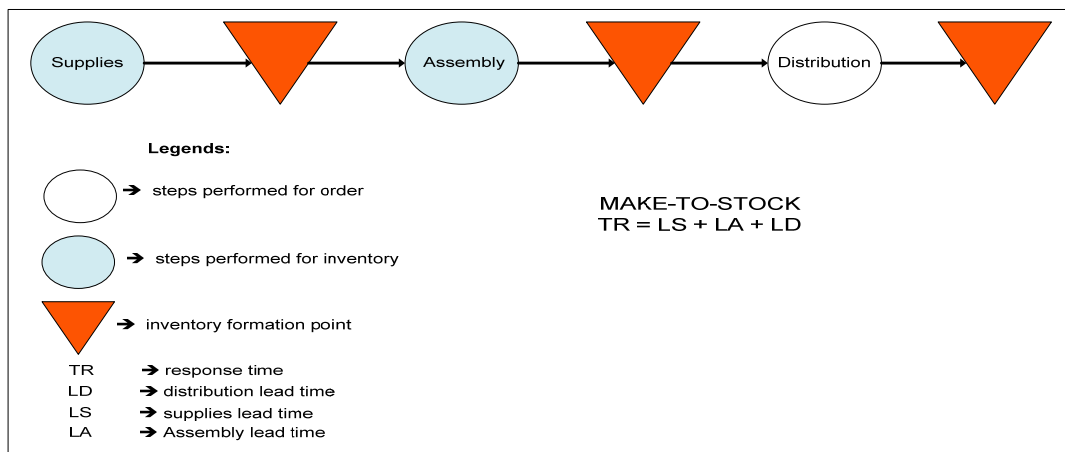 Supplies
Assembly
Distribution
Legends:
➔ steps performed for order
MAKE-TO-STOCK
TR = LS + LA + LD
➔ steps performed for inventory
➔ inventory formation point
TR ➔ response time
LD ➔ distribution lead time
LS ➔ supplies lead time
LA ➔ Assembly lead time